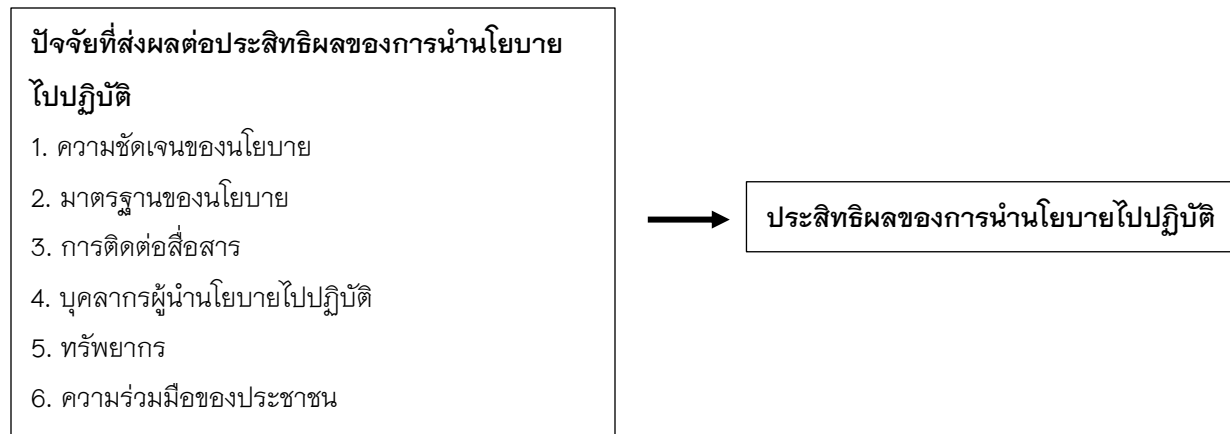 ปัจจัยที่ส่งผลต่อประสิทธิผลของการนำนโยบาย
ไปปฏิบัติ
1. ความชัดเจนของนโยบาย
2. มาตรฐานของนโยบาย
3. การติดต่อสื่อสาร
4. บุคลากรผู้นำนโยบายไปปฏิบัติ
5. ทรัพยากร
6. ความร่วมมือของประชาชน
ประสิทธิผลของการนำนโยบายไปปฏิบัติ